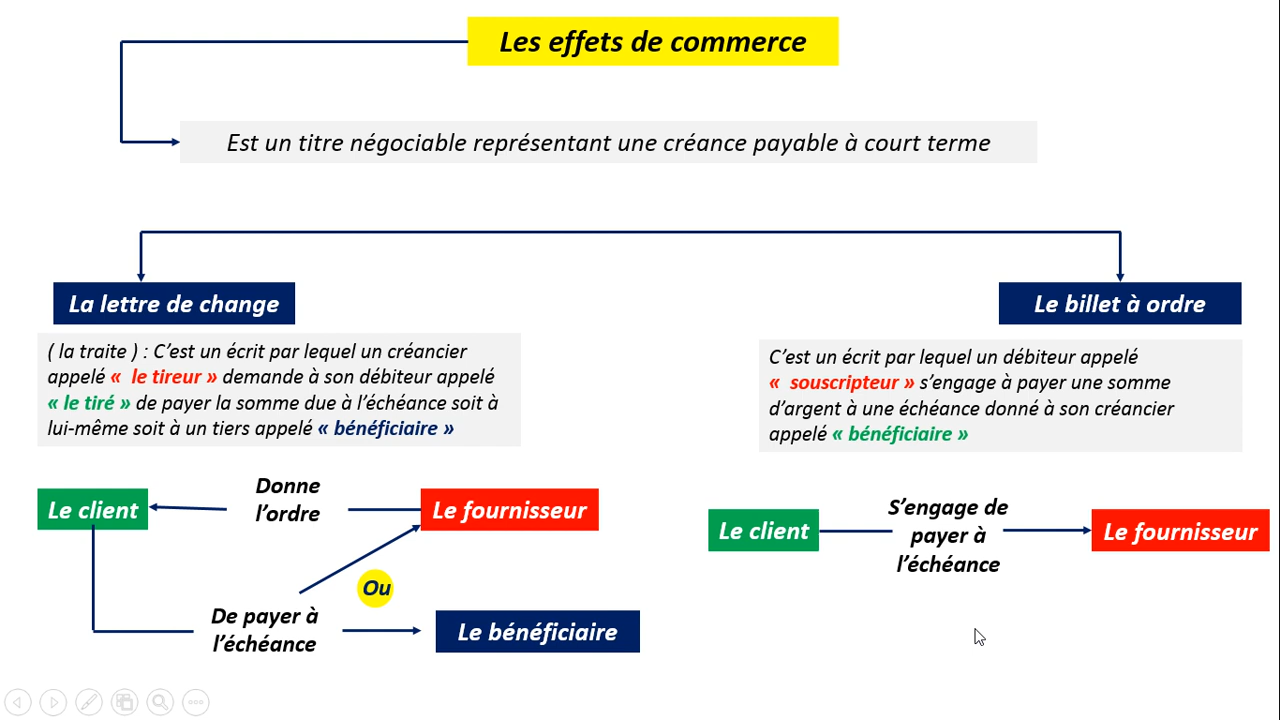 Les effets de commerce
Est un titre négociable représentant une créance payable à court terme
La lettre de change
( la traite ) : C’est un écrit par lequel un créancier
appelé «  le tireur » demande à son débiteur appelé
« le tiré » de payer la somme due à l’échéance soit à
lui-même soit à un tiers appelé « bénéficiaire »
Le client
Donne
l’ordre
Le fournisseur
Ou
De payer à
l’échéance
Le bénéficiaire
Le billet à ordre
C’est un écrit par lequel un débiteur appelé
«  souscripteur » s’engage à payer une somme
d’argent à une échéance donné à son créancier
appelé « bénéficiaire »
Le client
S’engage de
payer à
l’échéance
Le fournisseur